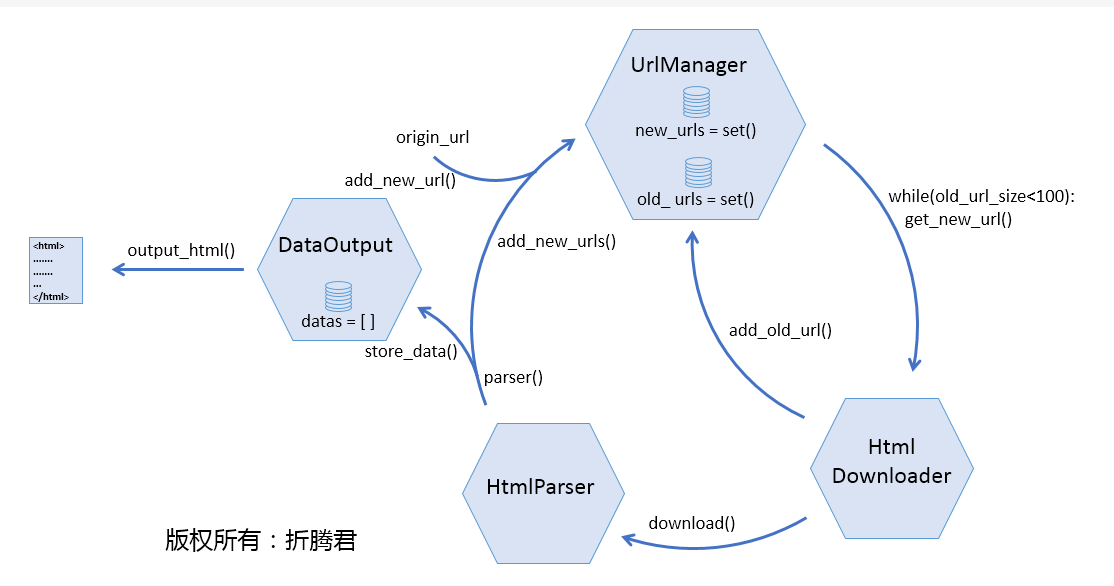 UrlManager
new_urls = set()
old_ urls = set()
origin_url
add_new_url()
while(old_url_size<100):
get_new_url()
add_new_urls()
DataOutput
datas = [ ]
output_html()
<html>
.......
.......
...
</html>
store_data()
parser()
add_old_url()
Html
Downloader
HtmlParser
download()
版权所有：折腾君